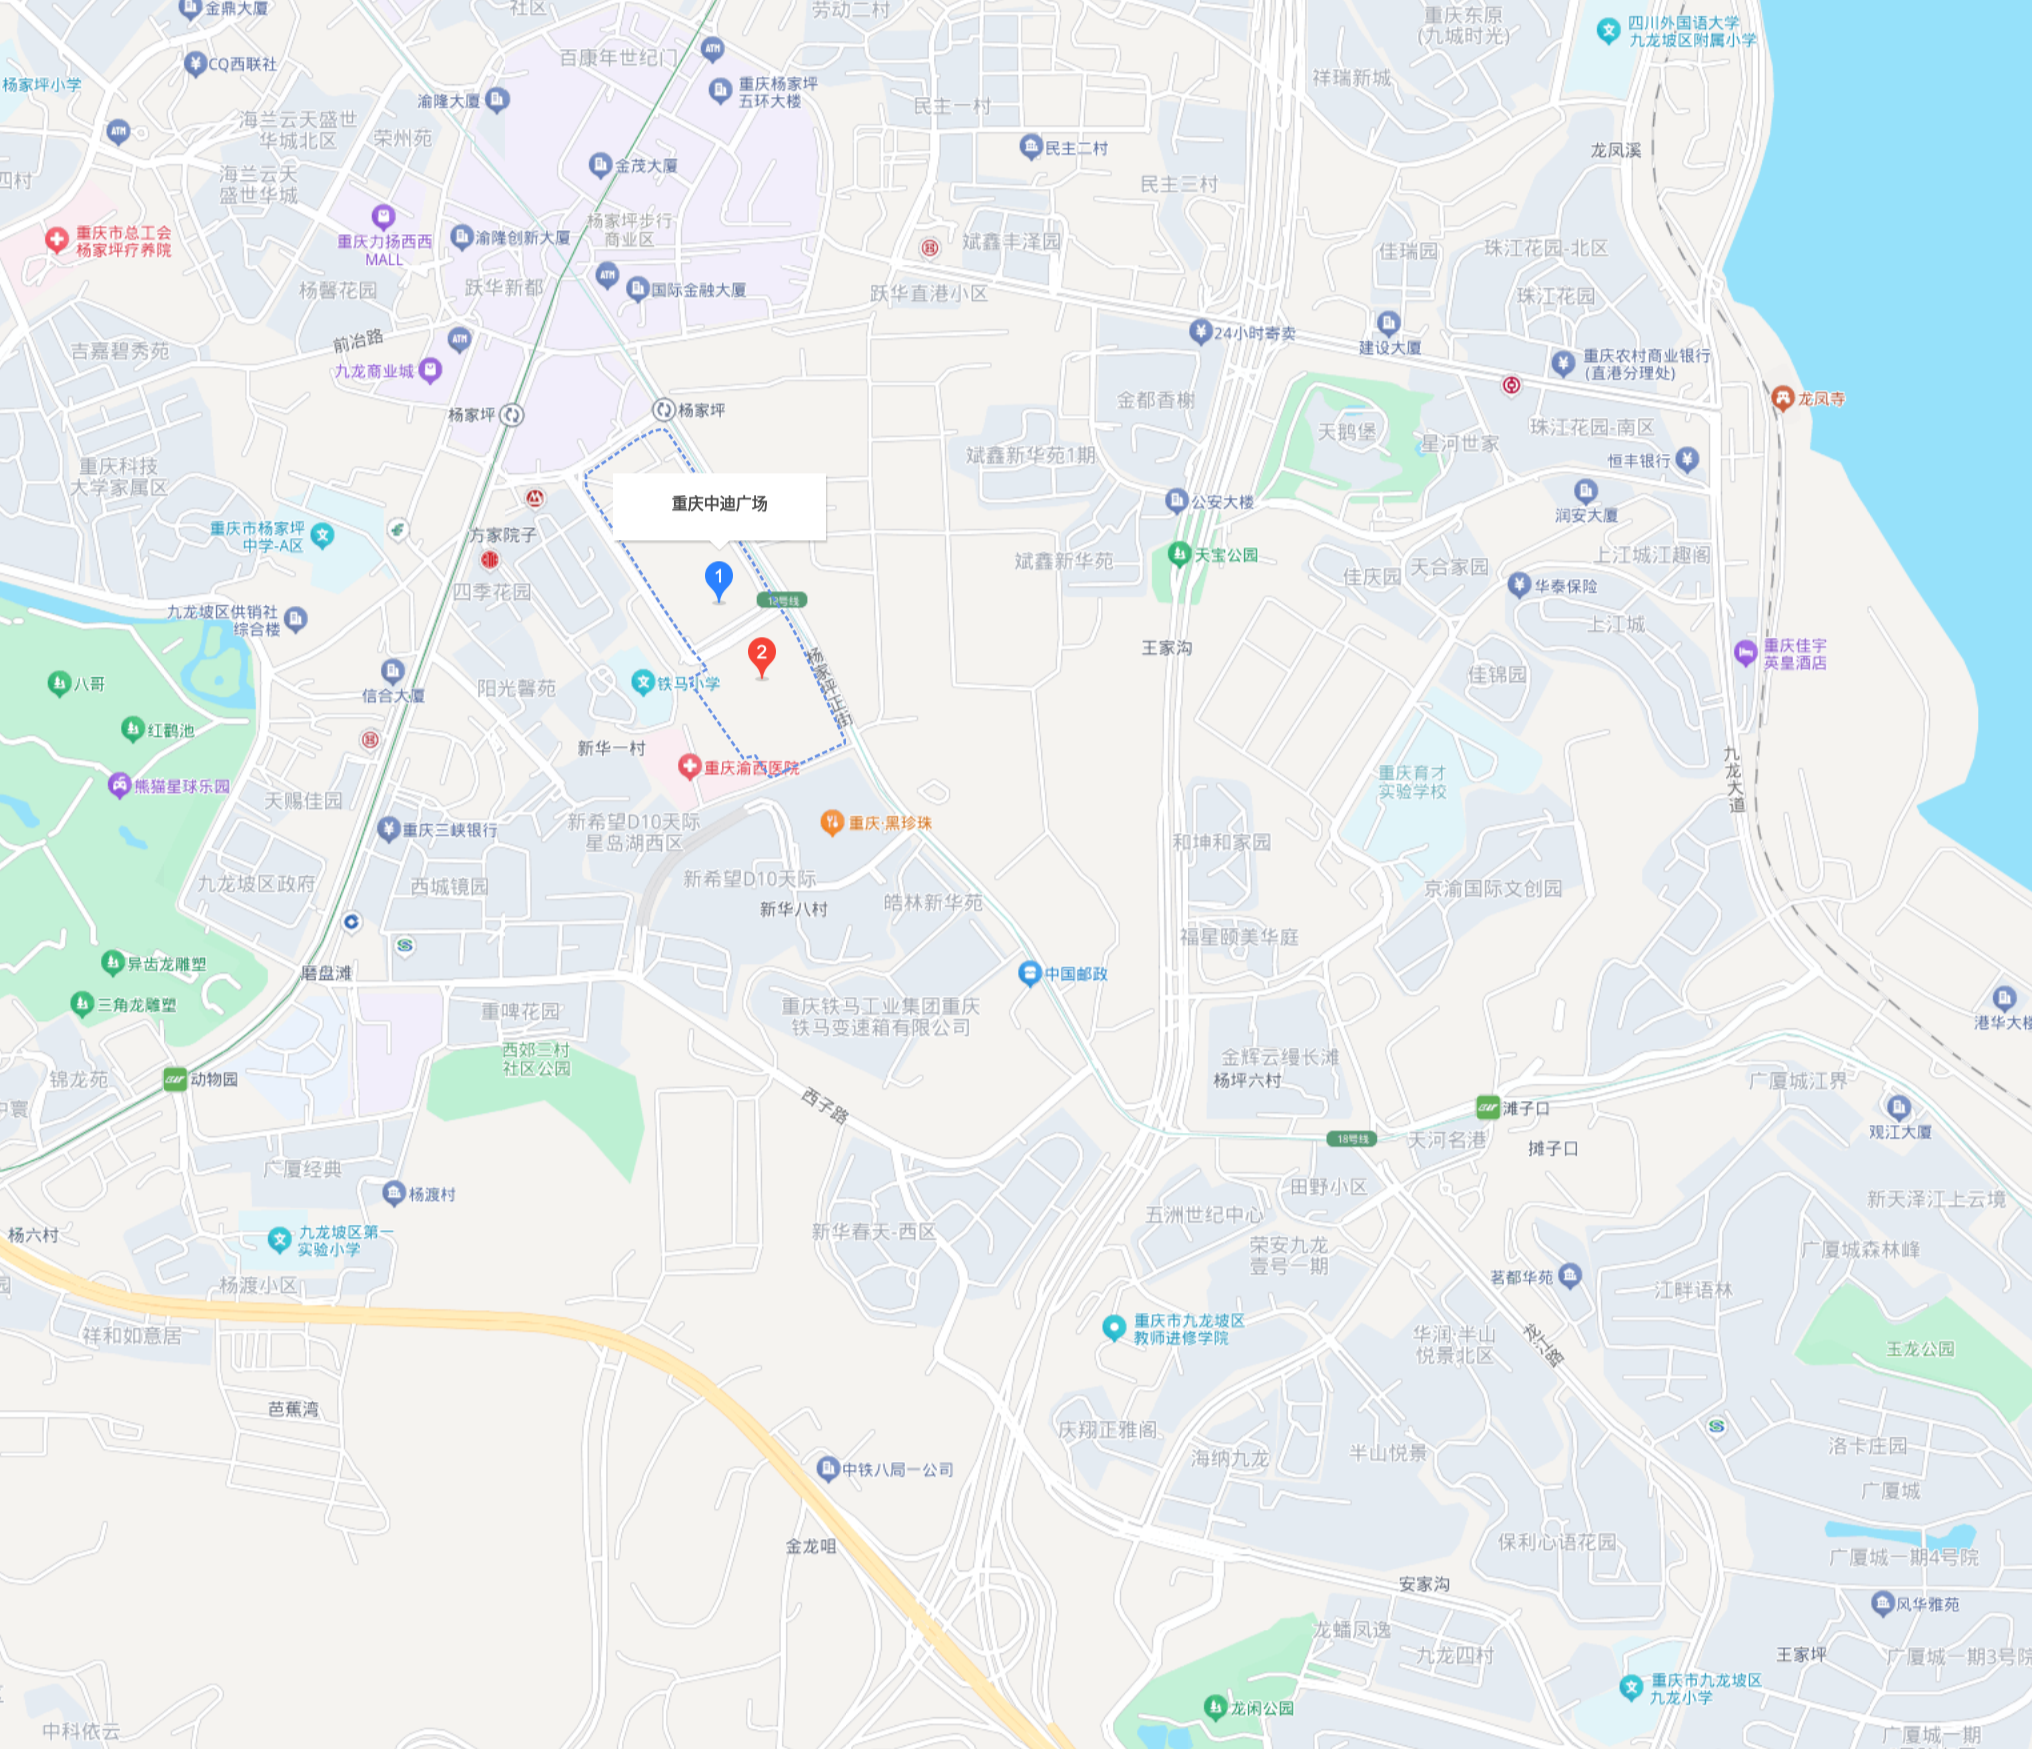 金鼎大厦
社区
劳动二村
重庆东原
(九城时光)
四川外国语大学
九龙坡区附属小学
CQ西联社
百康年世纪门
ATM
重庆杨家坪
五环大楼
祥瑞新城
杨家坪小学
渝隆大厦
民主一村
海兰云天盛世
华城北区
荣州苑
ATM
民主二村
龙凤溪
金茂大厦
四村
海兰云天
盛世华城
民主三村
重庆市总工会
杨家坪疗养院
重庆力扬西西
MALL
渝隆创新大厦
杨家坪步行
商业区
斌鑫丰泽园
佳瑞园
珠江花园-北区
杨馨花园
跃华新都
ATM
国际金融大厦
跃华直港小区
珠江花园
前冶路
ATM
24小时寄卖
建设大厦
吉嘉碧秀苑
重庆农村商业银行
(直港分理处)
九龙商业城
龙凤寺
杨家坪
杨家坪
金都香榭
天鹅堡
星河世家
珠江花园-南区
斌鑫新华苑1期
恒丰银行
重庆科技
大学家属区
重庆中迪广场
公安大楼
润安大厦
重庆市杨家坪
中学-A区
方家院子
斌鑫新华苑
天宝公园
上江城江趣阁
佳庆园
天合家园
1
四季花园
18号线
华泰保险
九龙坡区供销社
综合楼
上江城
2
王家沟
重庆佳宇
英皇酒店
杨家坪正街
八哥
信合大厦
阳光馨苑
铁马小学
佳锦园
红鹳池
新华一村
重庆渝西医院
九龙大道
熊猫星球乐园
天赐佳园
重庆育才
实验学校
重庆三峡银行
新希望D10天际
星岛湖西区
重庆·黑珍珠
和坤和家园
九龙坡区政府
西城镜园
新希望D10天际
新华八村
皓林新华苑
京渝国际文创园
福星颐美华庭
异齿龙雕塑
磨盘滩
中国邮政
三角龙雕塑
重啤花园
重庆铁马工业集团重庆
铁马变速箱有限公司
港华大楼
西郊三村
社区公园
金辉云缦长滩
锦龙苑
动物园
杨坪六村
广厦城江界
中寰
西子路
滩子口
18号线
天河名港
摊子口
观江大厦
广厦经典
杨渡村
田野小区
新天泽江上云境
杨六村
九龙坡区第一
实验小学
新华春天-西区
五洲世纪中心
荣安九龙
壹号一期
广厦城森林峰
园
杨渡小区
茗都华苑
江畔语林
祥和如意居
重庆市九龙坡区
教师进修学院
华润·半山
悦景北区
龙江路
玉龙公园
芭蕉湾
庆翔正雅阁
海纳九龙
半山悦景
洛卡庄园
中铁八局一公司
广厦城
金龙咀
保利心语花园
广厦城一期4号院
安家沟
风华雅苑
龙蟠凤逸
九龙四村
王家坪
广厦城一期3号院
重庆市九龙坡区
九龙小学
龙闲公园
中科依云
广厦城一期